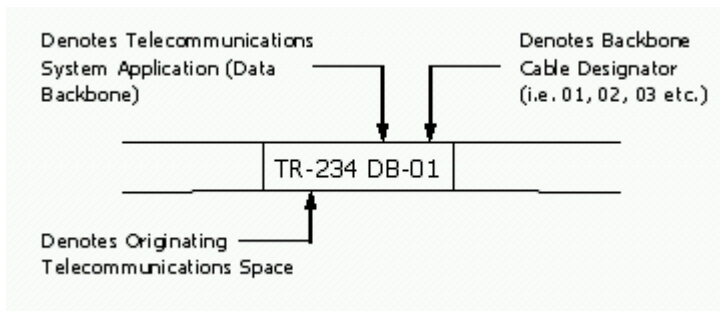 Denotes Telecommunications
System Application (Data
Backbone)
Denotes Backbone
Cable Designator
(i.e. 01, 02, 03 etc.)
TR-234 DB-01
Denotes Originating
Telecommunications Space